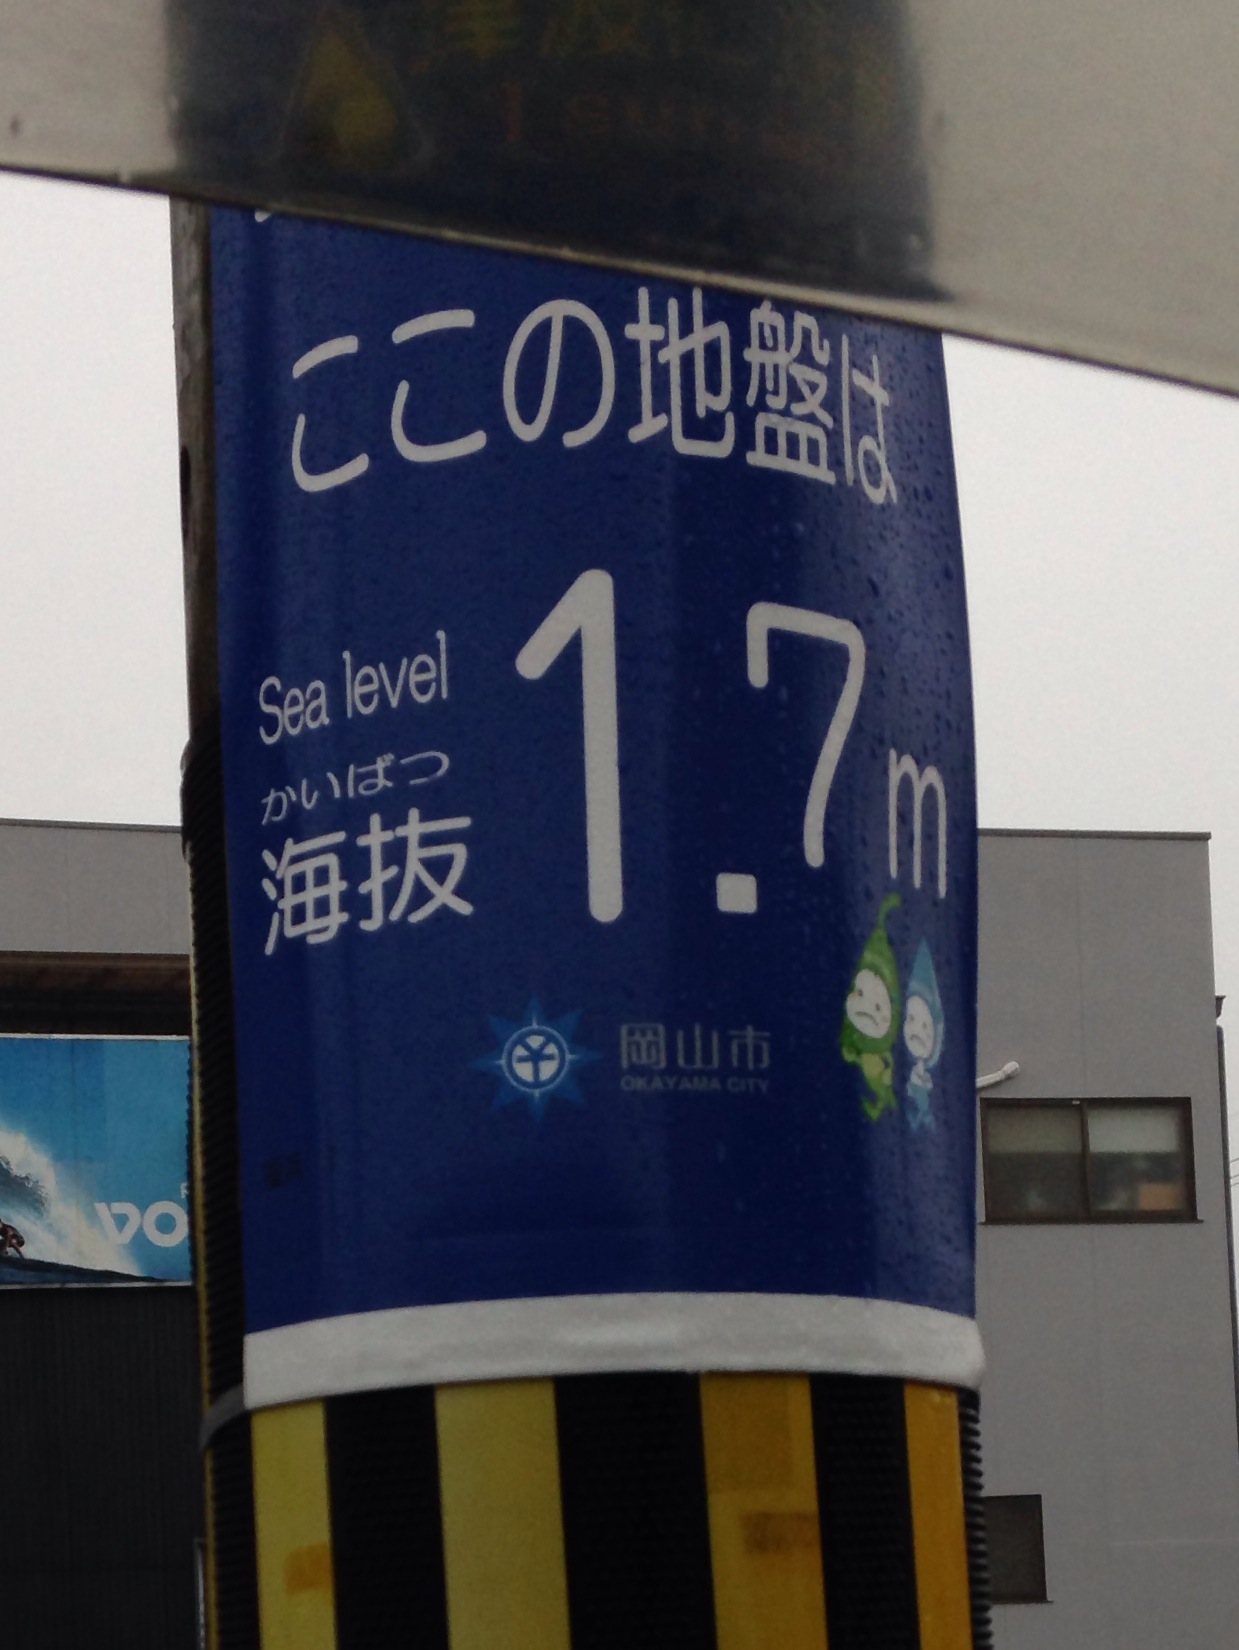 ここの地盤は
Sea level
かいばつ
海抜
1.7m
岡山市
OKAYAMA CITY